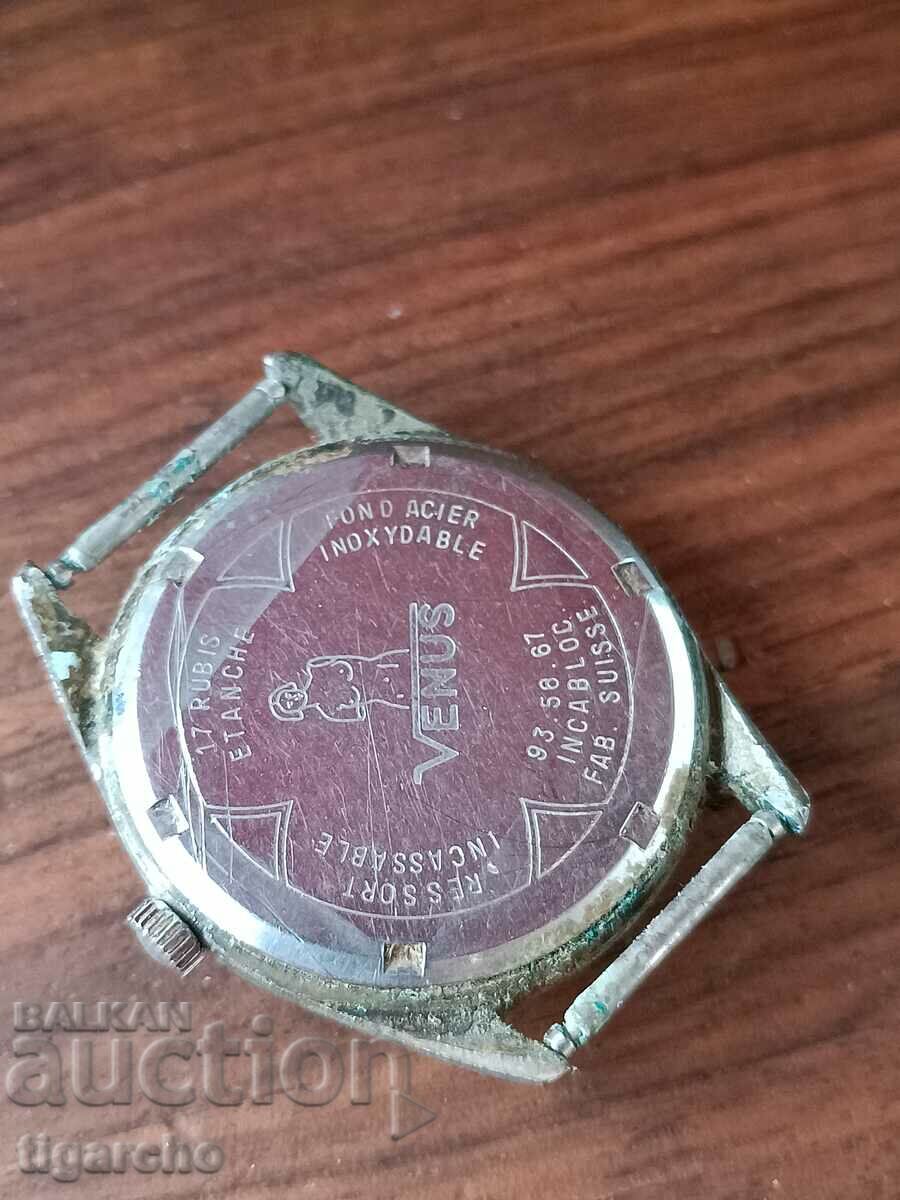 FOND ACIER
INOXYDABLE
17 RUBIS
ETANCHE
VENUS
93.58.67
INCABLOC
FAB. SUISSE
RESSORT
INCASSABLE
BALKAN
auction
tigarcho